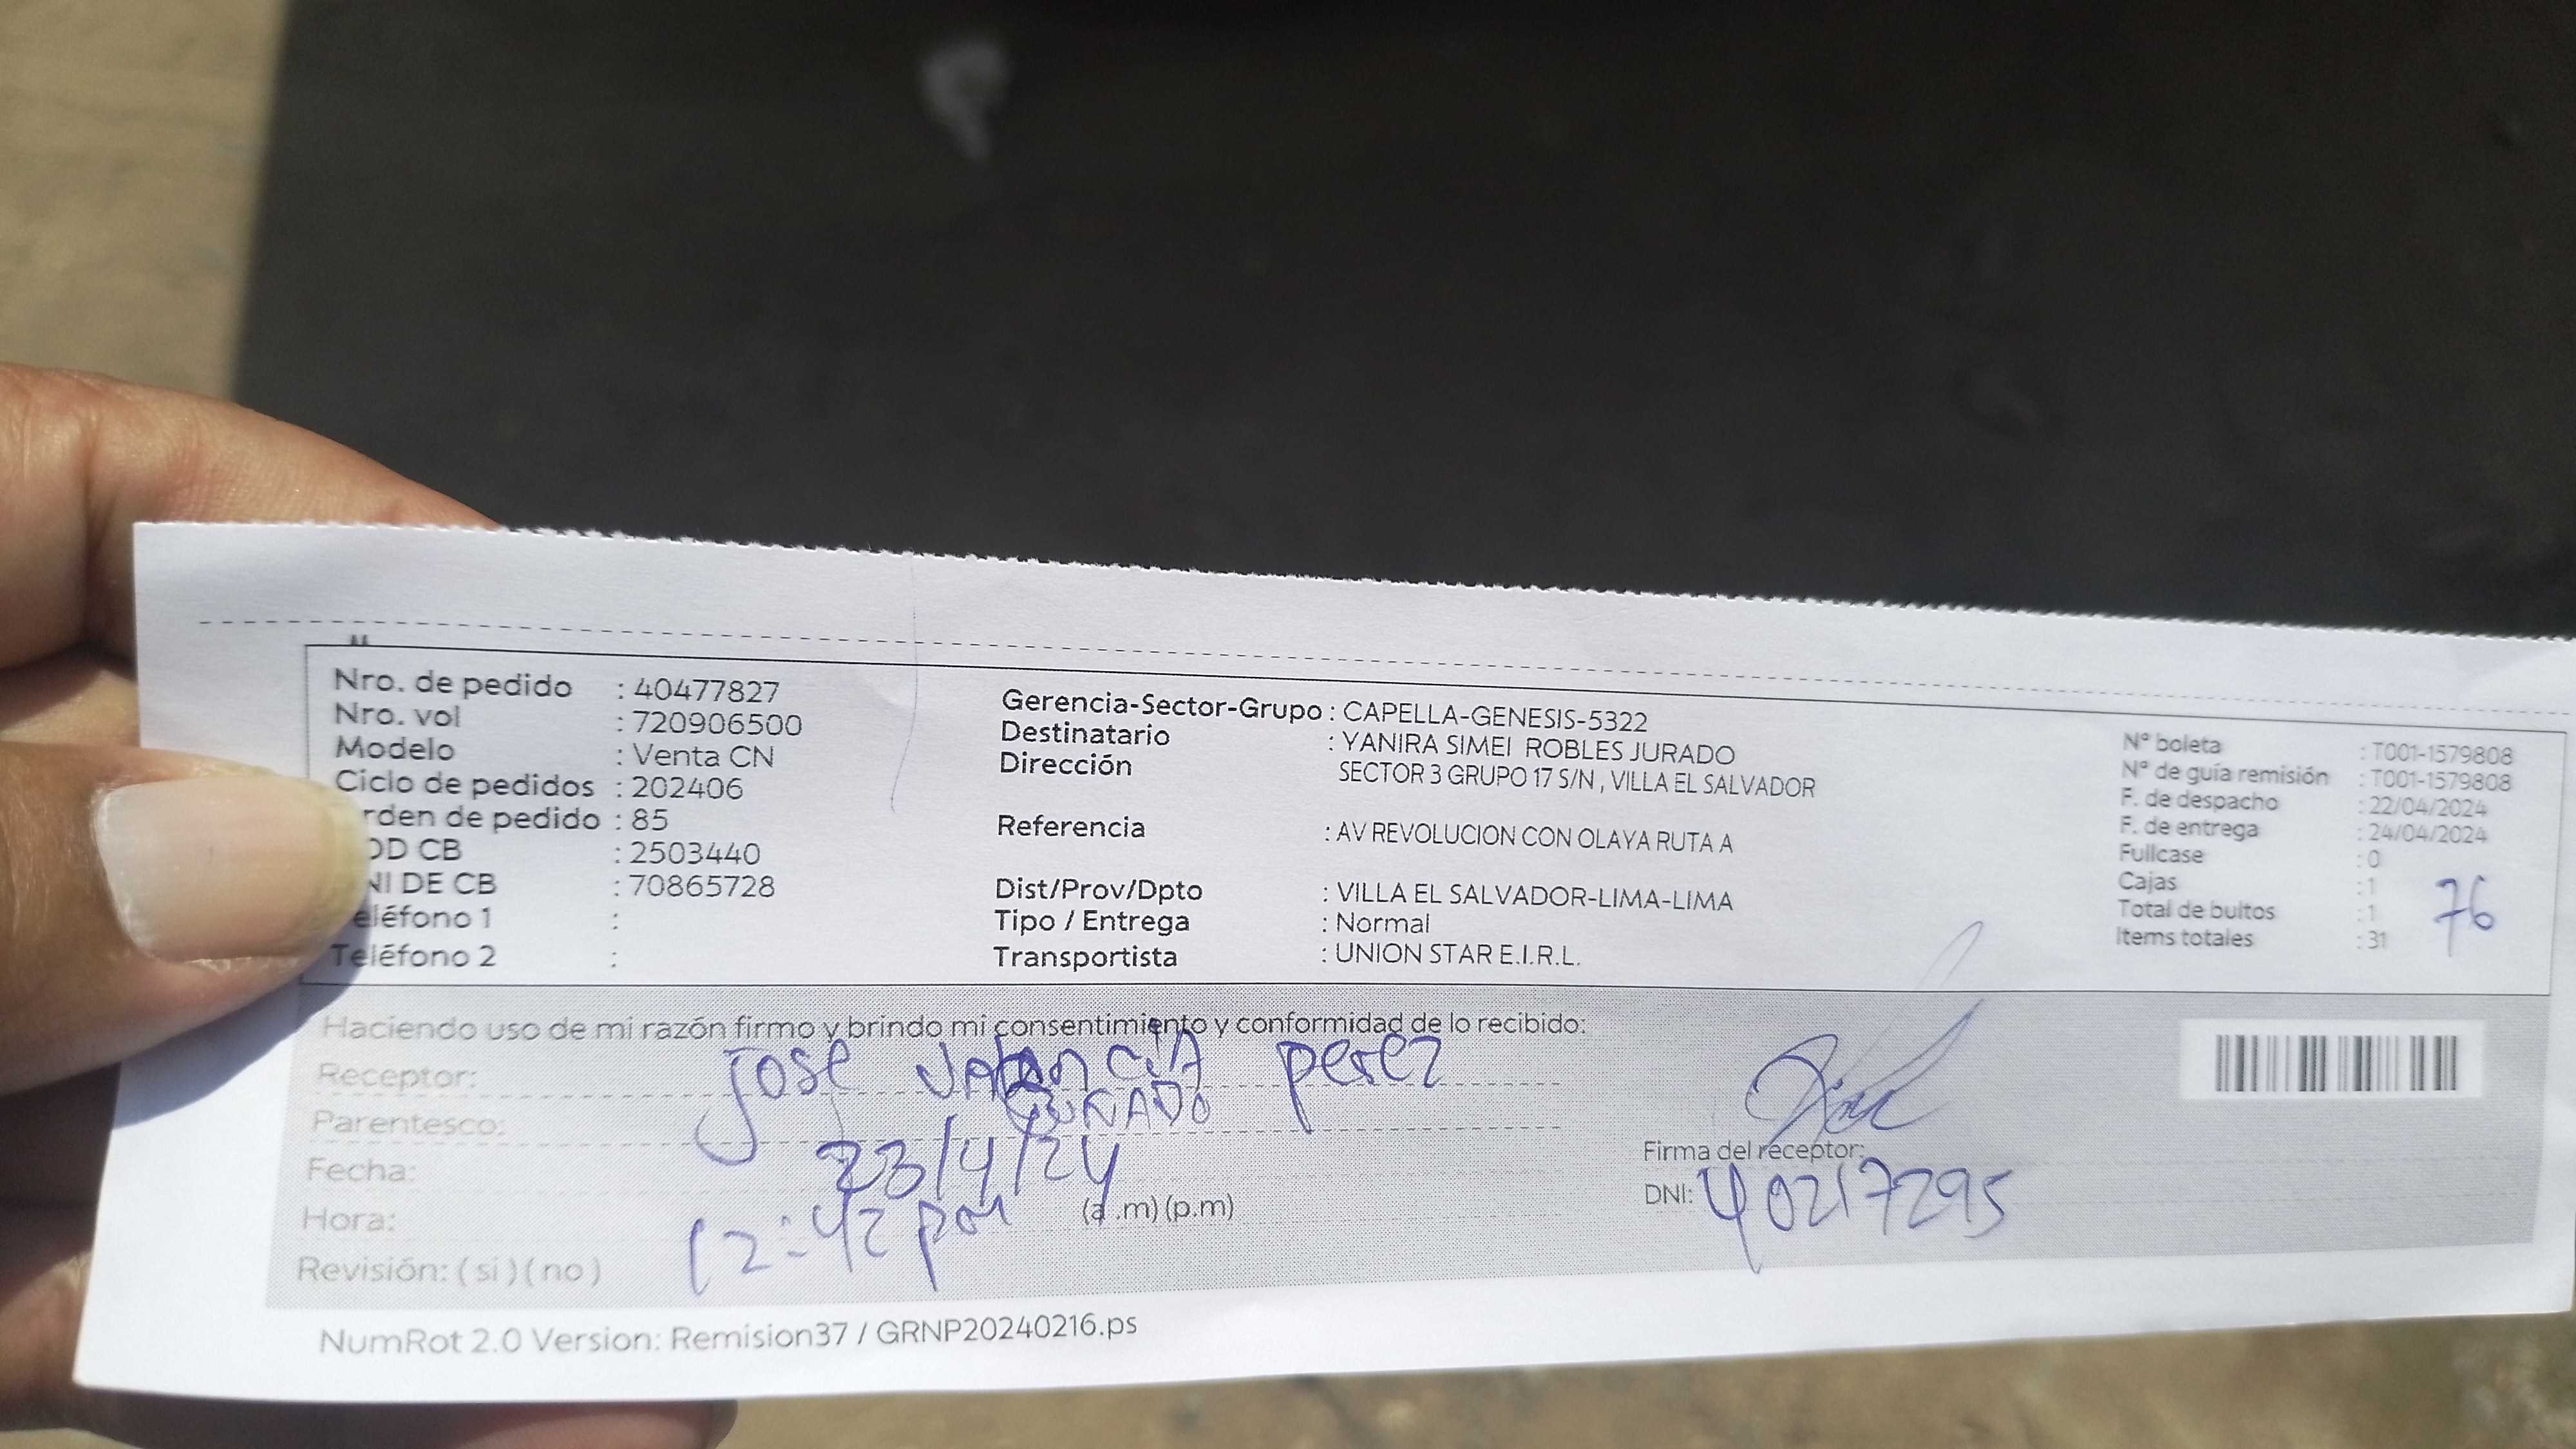 Nro. de pedido : 40477827
Nro. vol : 720906500
Modelo : Venta CN
Ciclo de pedidos : 202406
rden de pedido : 85
OD CB : 2503440
NI DE CB : 70865728
eléfono 1 :
Teléfono 2 :
Gerencia-Sector-Grupo : CAPELLA-GENESIS-5322
Destinatario : YANIRA SIMEI ROBLES JURADO
Dirección SECTOR 3 GRUPO 17 S/N , VILLA EL SALVADOR
Referencia : AV REVOLUCION CON OLAYA RUTA A
Dist/Prov/Dpto : VILLA EL SALVADOR-LIMA-LIMA
Tipo / Entrega : Normal
Transportista : UNION STAR E.I.R.L.
N° boleta : T001-1579808
N° de guía remisión : T001-1579808
F. de despacho : 22/04/2024
F. de entrega : 24/04/2024
Fullcase : 0
Cajas : 1
Total de bultos : 1
Items totales : 31
76
Haciendo uso de mi razón firmo y brindo mi consentimiento y conformidad de lo recibido:
Receptor: José Valencia perez
Parentesco: CUÑADO
Fecha: 23/4/24
Hora: 12:42 pm (a .m) (p.m)
Revisión: ( si ) ( no )
Firma del receptor:
DNI: 40217295
NumRot 2.0 Version: Remision37 / GRNP20240216.ps